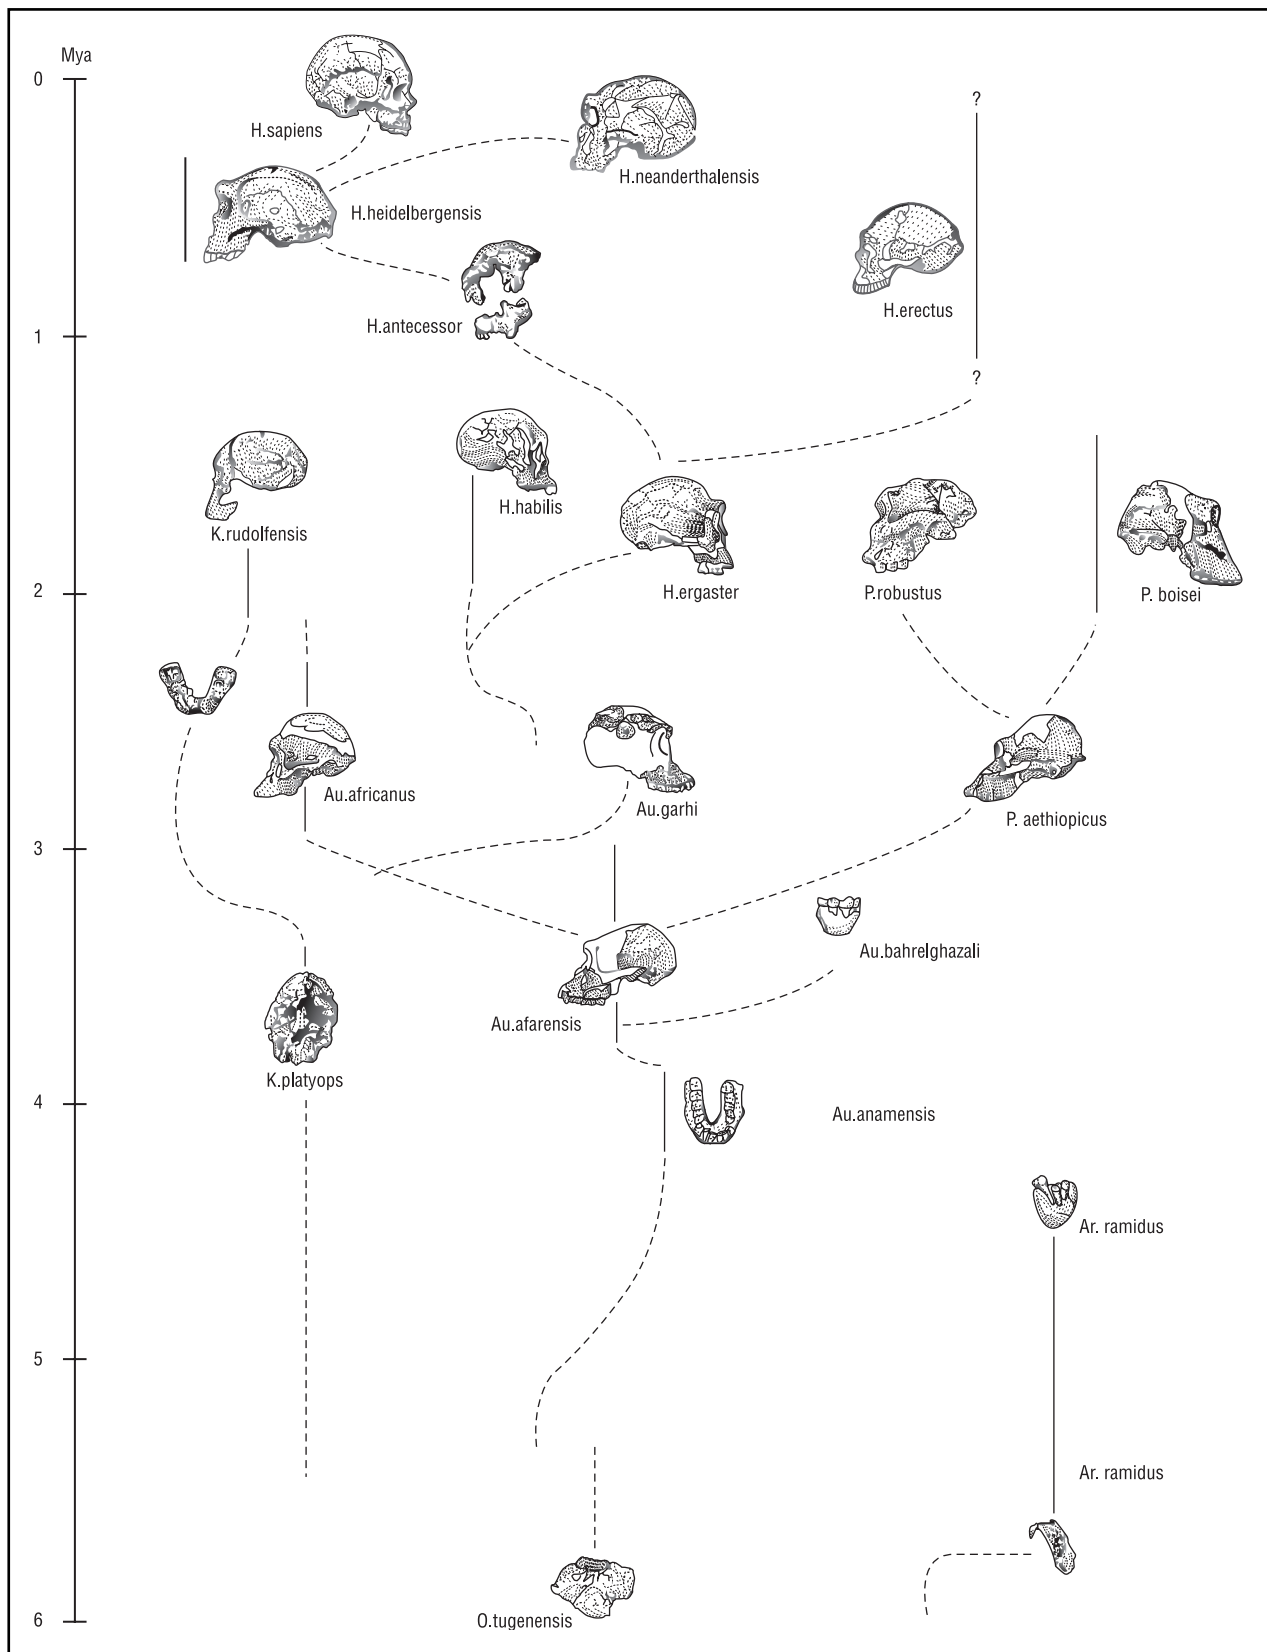 Mya
0
H.sapiens
?
H.neanderthalensis
H.heidelbergensis
H.erectus
H.antecessor
1
?
K.rudolfensis
H.habilis
2
H.ergaster
P.robustus
P. boisei
Au.africanus
Au.garhi
P. aethiopicus
3
Au.bahrelghazali
Au.afarensis
K.platyops
4
Au.anamensis
Ar. ramidus
5
Ar. ramidus
6
O.tugenensis